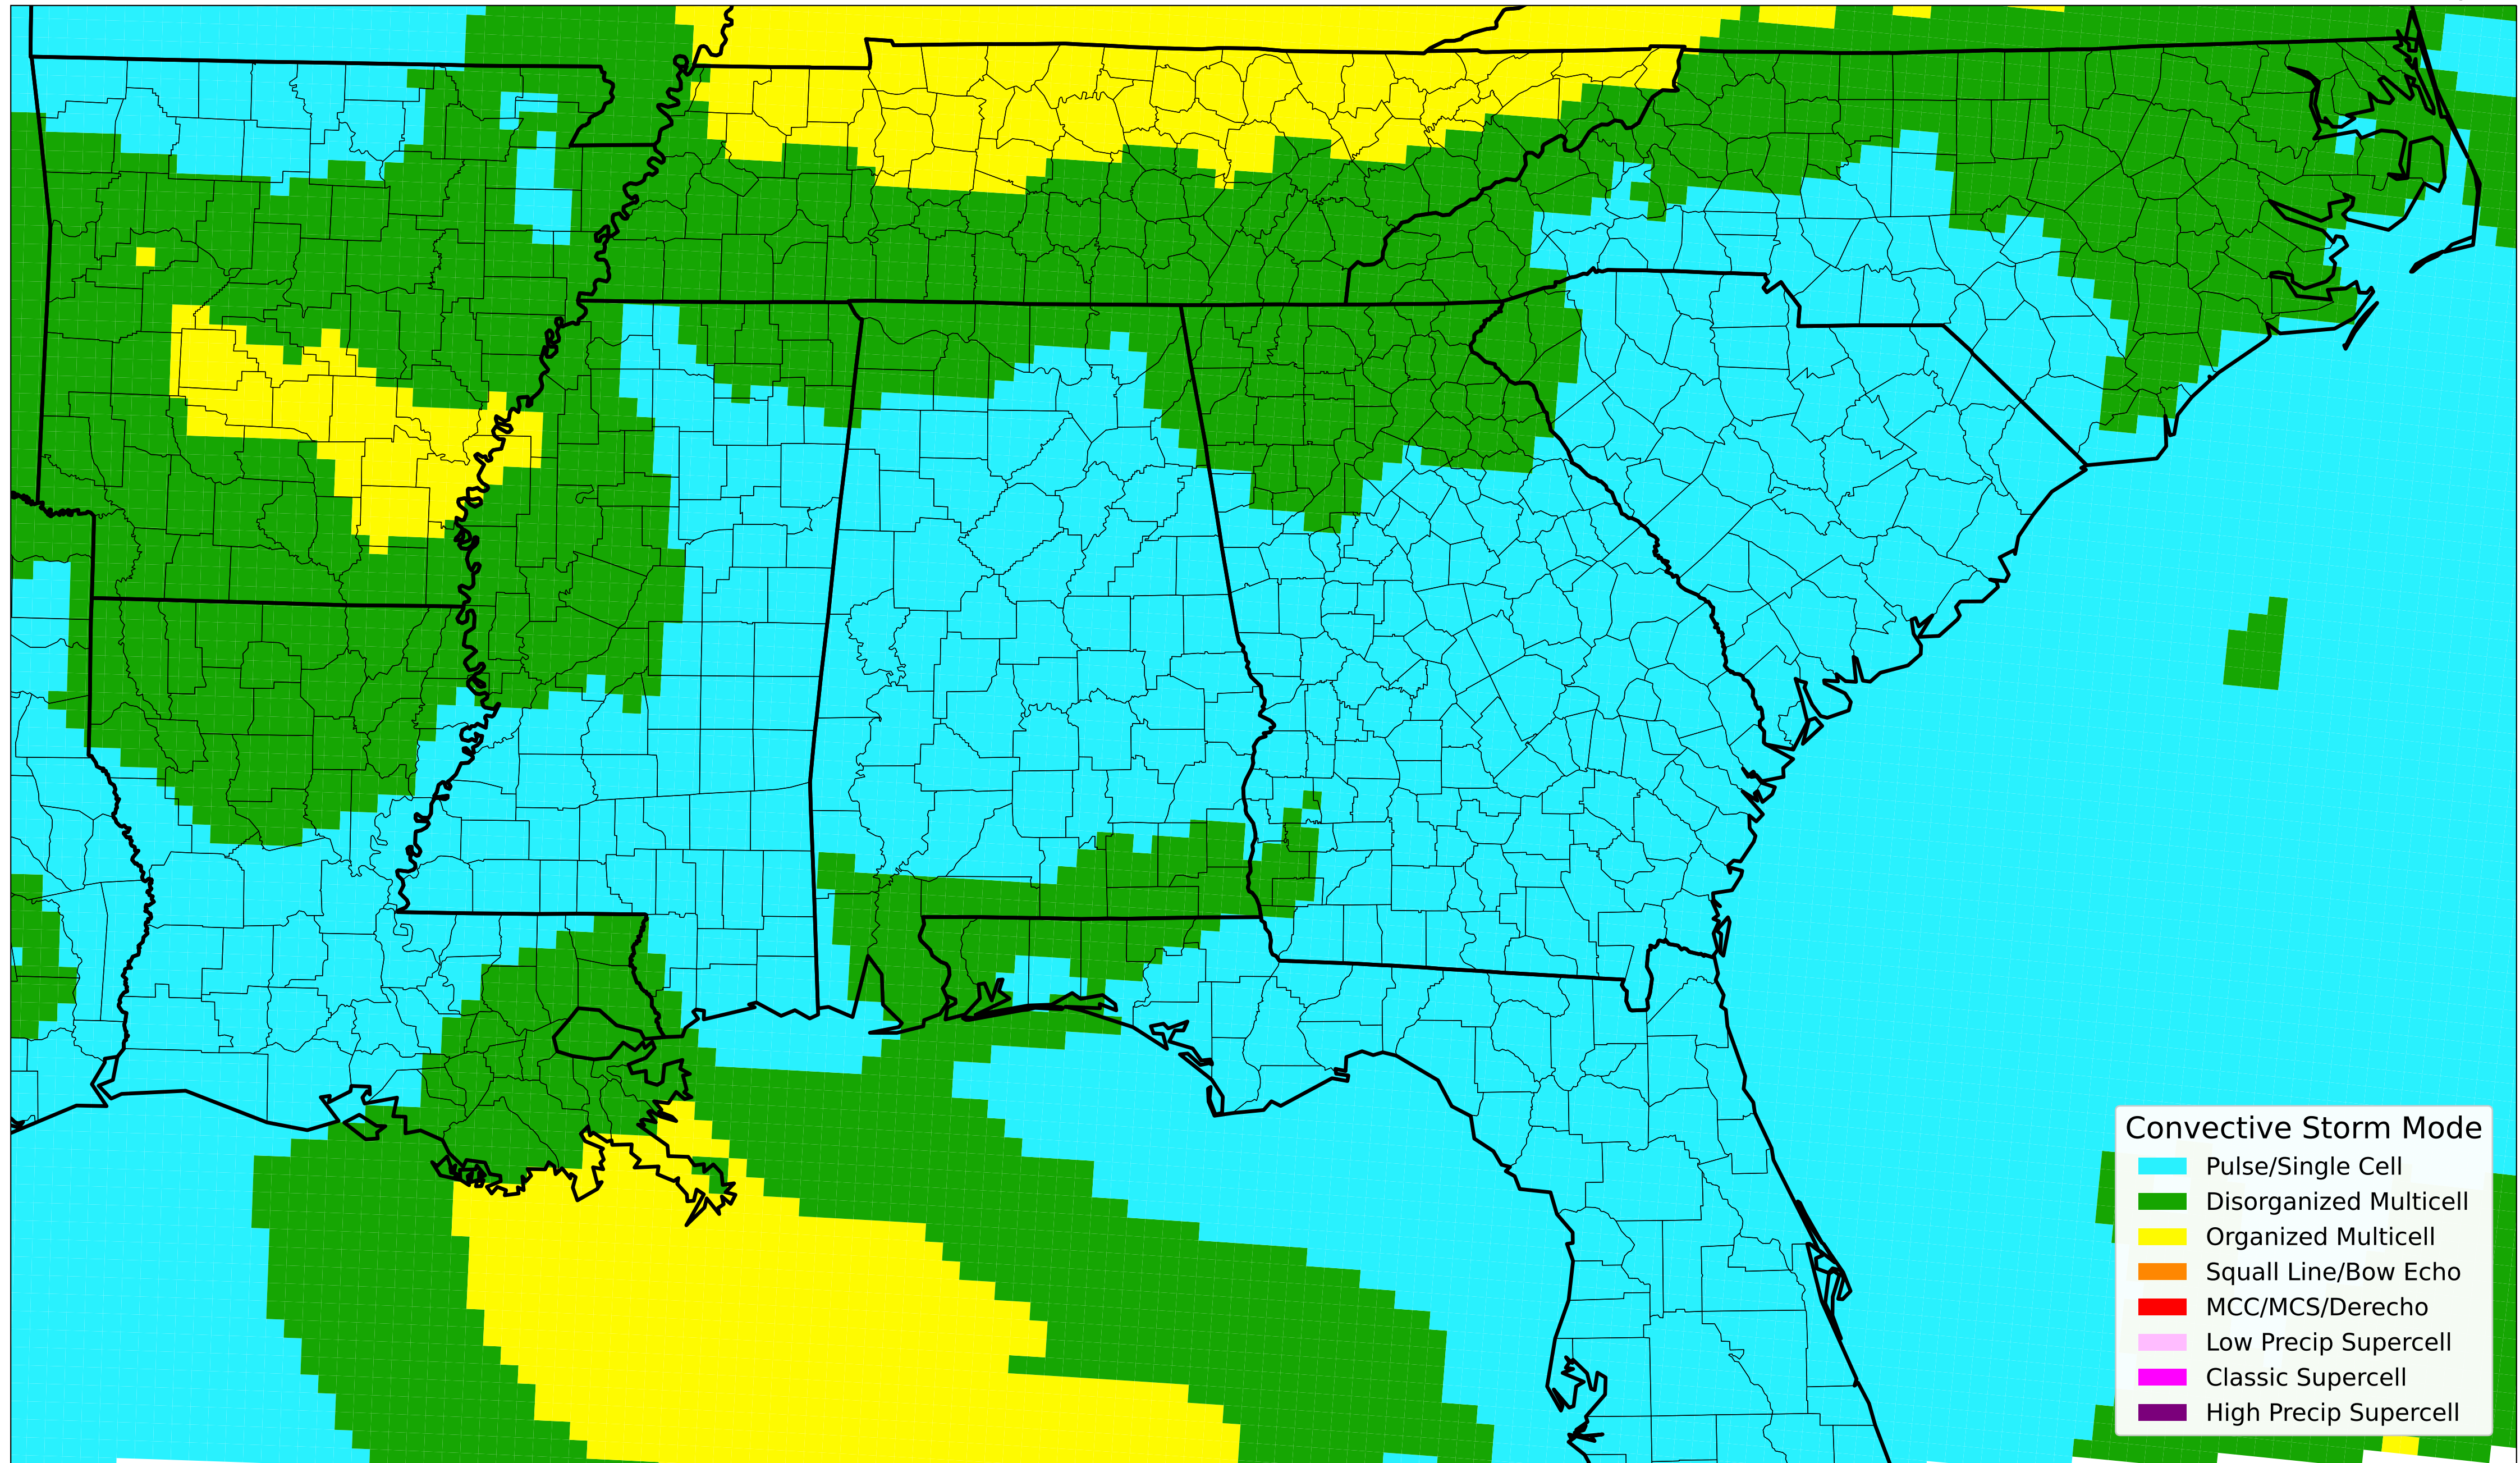 Convective Storm Mode
Pulse/Single Cell
Disorganized Multicell
Organized Multicell
Squall Line/Bow Echo
MCC/MCS/Derecho
Low Precip Supercell
Classic Supercell
High Precip Supercell